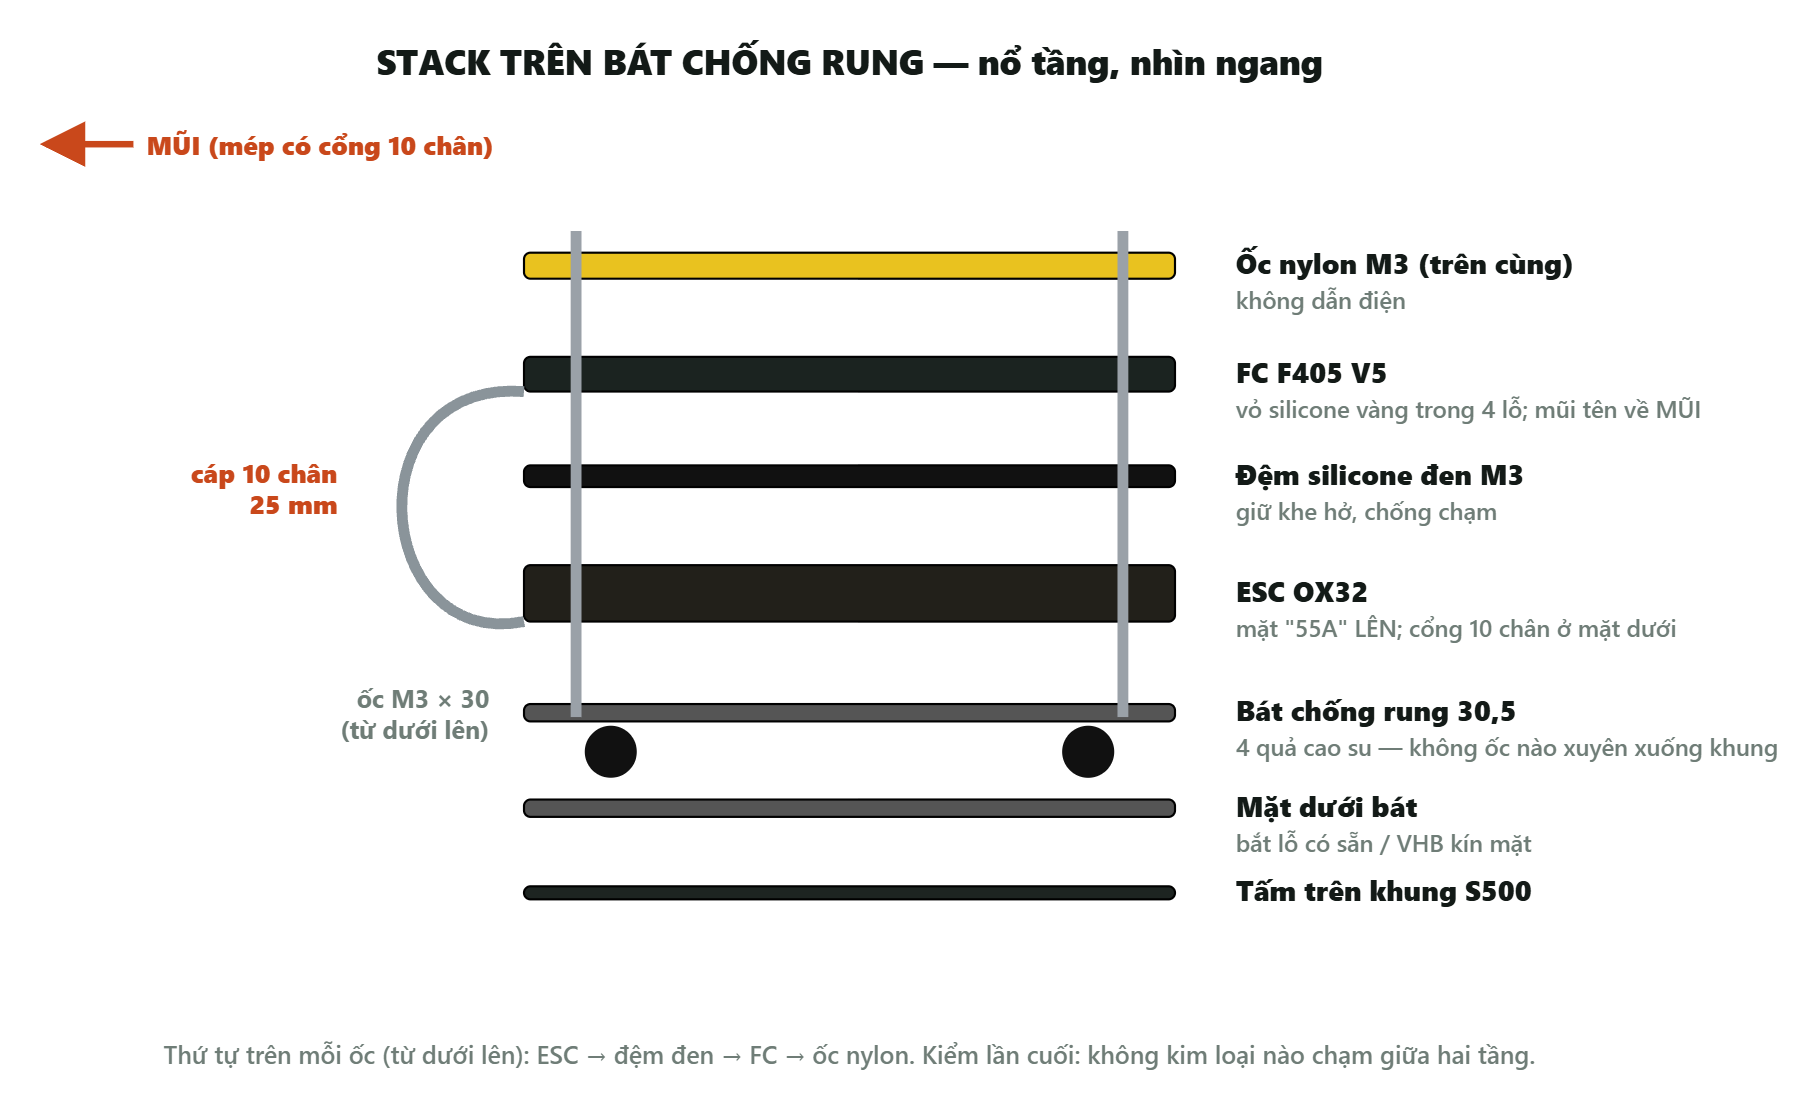 STACK TRÊN BÁT CHỐNG RUNG — nổ tầng, nhìn ngang
MŨI (mép có cổng 10 chân)
Ốc nylon M3 (trên cùng)
không dẫn điện
FC F405 V5
vỏ silicone vàng trong 4 lỗ; mũi tên về MŨI
cáp 10 chân
25 mm
Đệm silicone đen M3
giữ khe hở, chống chạm
ESC OX32
mặt "55A" LÊN; cổng 10 chân ở mặt dưới
ốc M3 × 30
(từ dưới lên)
Bát chống rung 30,5
4 quả cao su — không ốc nào xuyên xuống khung
Mặt dưới bát
bắt lỗ có sẵn / VHB kín mặt
Tấm trên khung S500
Thứ tự trên mỗi ốc (từ dưới lên): ESC → đệm đen → FC → ốc nylon. Kiểm lần cuối: không kim loại nào chạm giữa hai tầng.